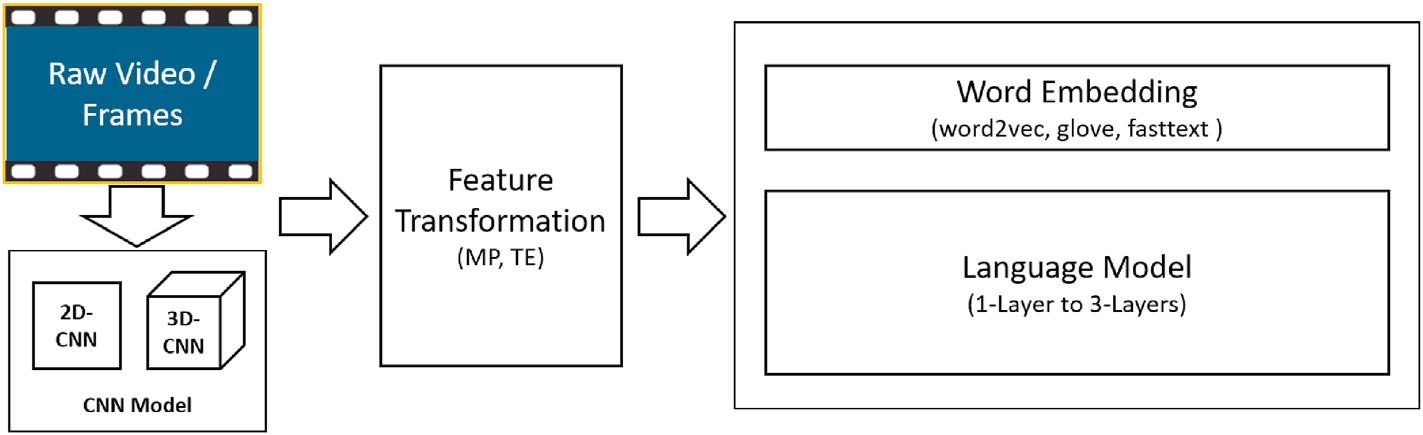 Raw Video /
Frames
2D-
CNN
3D-
CNN
CNN Model
Feature
Transformation
(MP, TE)
Word Embedding
(word2vec, glove, fasttext )
Language Model
(1-Layer to 3-Layers)